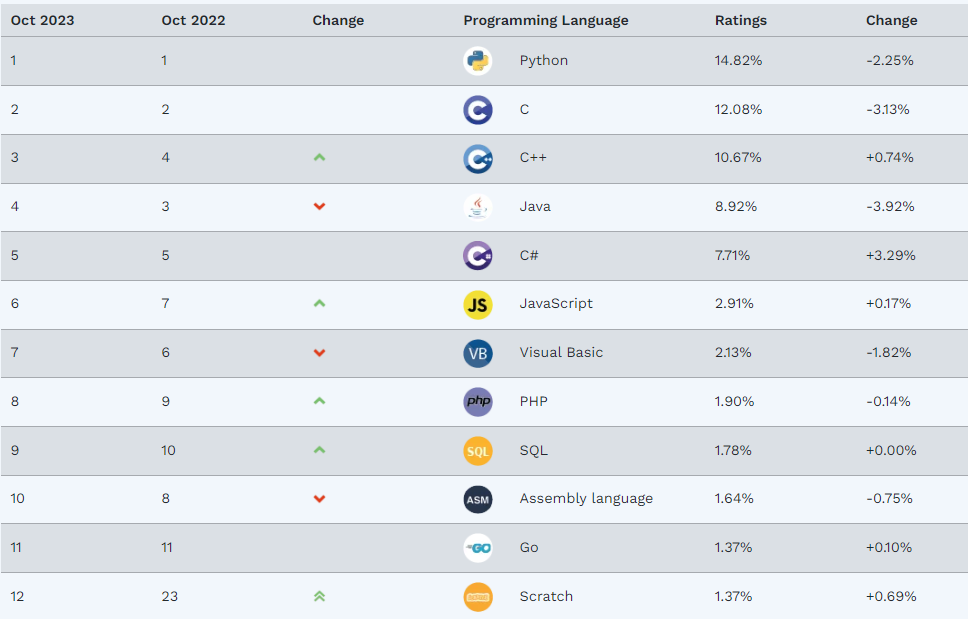 Oct 2023 Oct 2022 Change Programming Language Ratings Change
1 1 Python 14.82% -2.25%
2 2 C 12.08% -3.13%
3 4 C++ 10.67% +0.74%
4 3 Java 8.92% -3.92%
5 5 C# 7.71% +3.29%
6 7 JS JavaScript 2.91% +0.17%
7 6 VB Visual Basic 2.13% -1.82%
8 9 php PHP 1.90% -0.14%
9 10 SQL SQL 1.78% +0.00%
10 8 ASM Assembly language 1.64% -0.75%
11 11 GO Go 1.37% +0.10%
12 23 Scratch 1.37% +0.69%